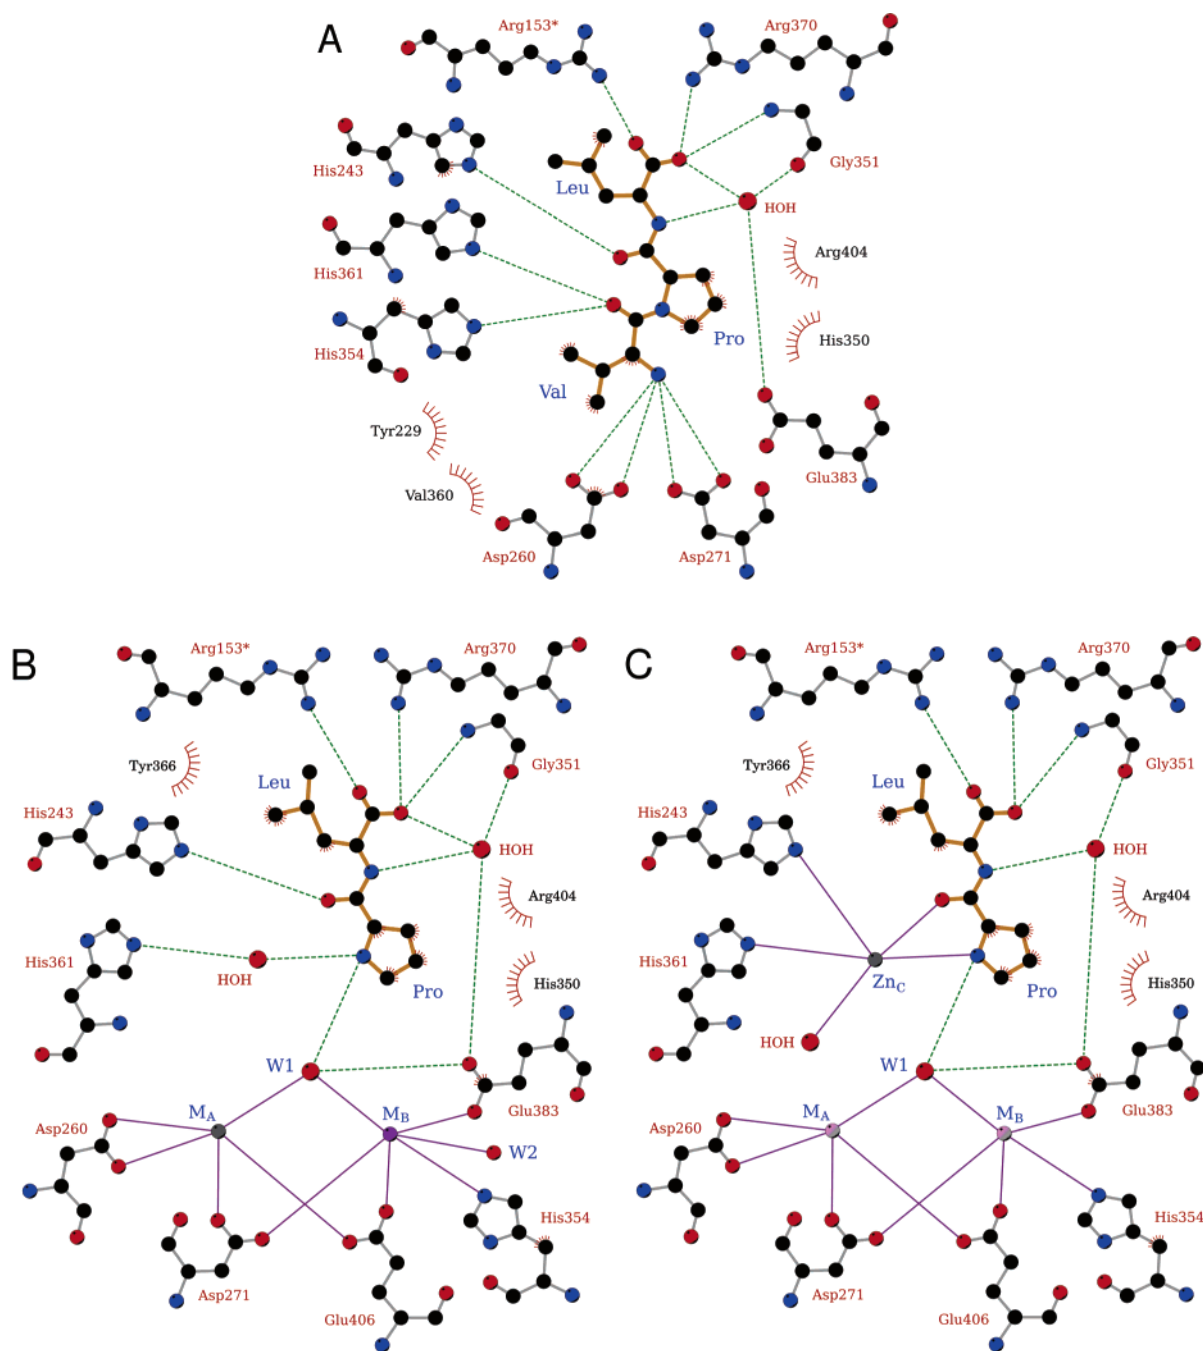 A
Arg153*
Arg370
His243
Leu
Gly351
HOH
His361
Arg404
His354
Pro
His350
Val
Tyr229
Val360
Glu383
Asp260
Asp271
B
Arg153*
Arg370
Tyr366
Leu
Gly351
His243
HOH
Arg404
His361
HOH
Pro
His350
W1
Glu383
MA
MB
Asp260
W2
His354
Asp271
Glu406
C
Arg153*
Arg370
Tyr366
Leu
Gly351
His243
HOH
Arg404
His361
ZnC
Pro
His350
HOH
W1
Glu383
MA
MB
Asp260
His354
Asp271
Glu406